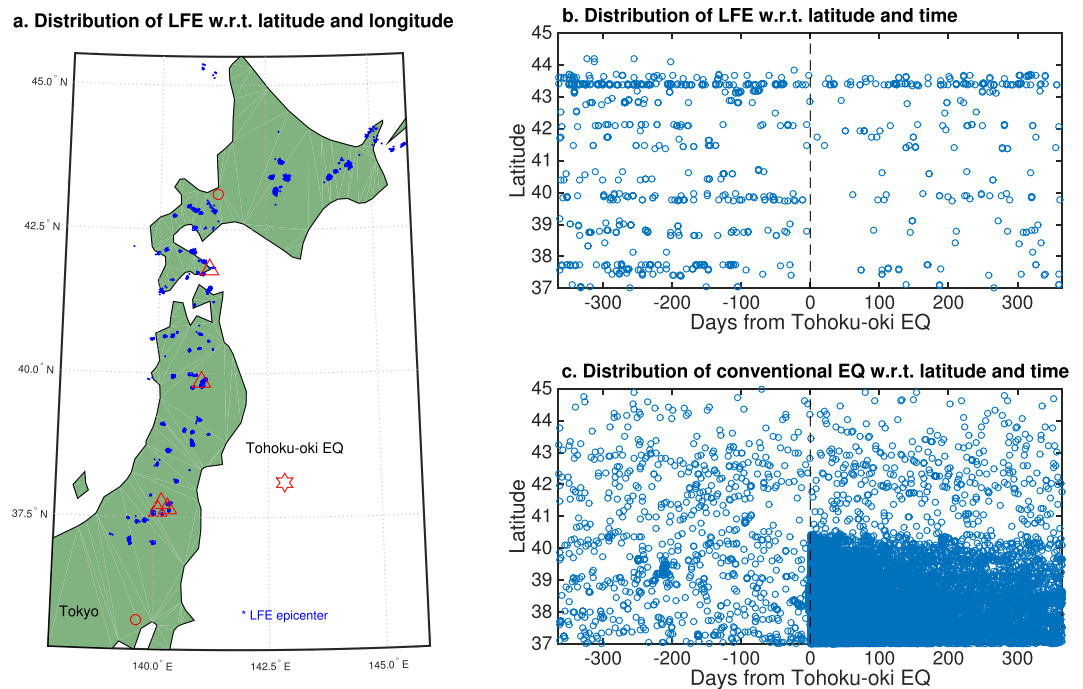 a. Distribution of LFE w.r.t. latitude and longitude
45.0° N
42.5° N
40.0° N
37.5° N
Tohoku-oki EQ
Tokyo
* LFE epicenter
140.0° E
142.5° E
145.0° E
b. Distribution of LFE w.r.t. latitude and time
45
44
43
42
41
40
39
38
37
Latitude
-300
-200
-100
0
100
200
300
Days from Tohoku-oki EQ
c. Distribution of conventional EQ w.r.t. latitude and time
45
44
43
42
41
40
39
38
37
Latitude
-300
-200
-100
0
100
200
300
Days from Tohoku-oki EQ